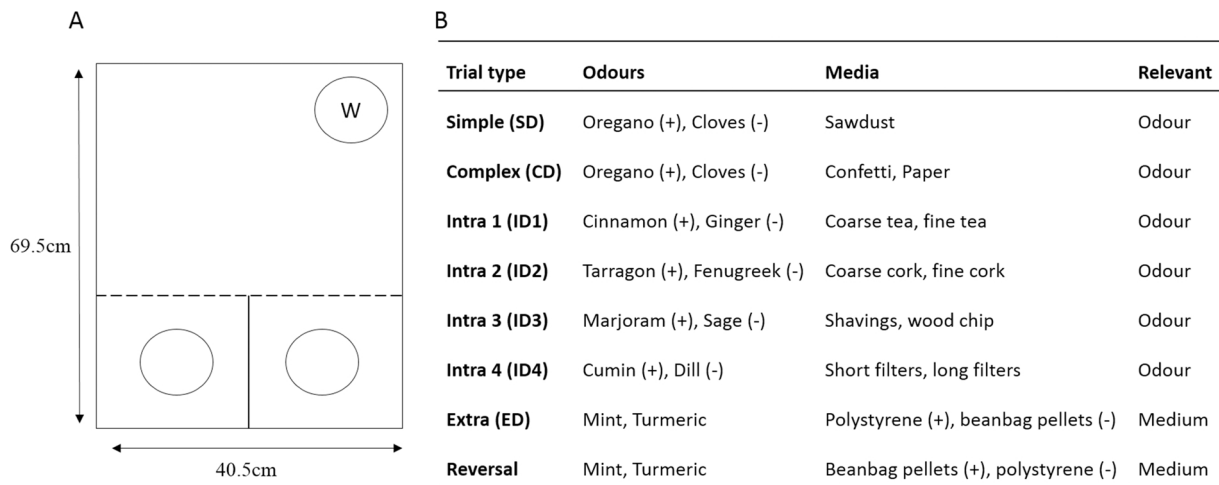 A
W
69.5cm
40.5cm
B
Trial type Odours Media Relevant
Simple (SD) Oregano (+), Cloves (-) Sawdust Odour
Complex (CD) Oregano (+), Cloves (-) Confetti, Paper Odour
Intra 1 (ID1) Cinnamon (+), Ginger (-) Coarse tea, fine tea Odour
Intra 2 (ID2) Tarragon (+), Fenugreek (-) Coarse cork, fine cork Odour
Intra 3 (ID3) Marjoram (+), Sage (-) Shavings, wood chip Odour
Intra 4 (ID4) Cumin (+), Dill (-) Short filters, long filters Odour
Extra (ED) Mint, Turmeric Polystyrene (+), beanbag pellets (-) Medium
Reversal Mint, Turmeric Beanbag pellets (+), polystyrene (-) Medium